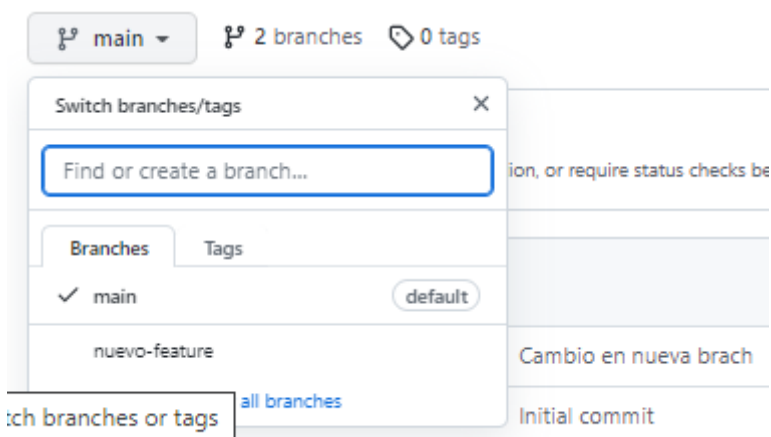 main 2 branches 0 tags
Switch branches/tags
Find or create a branch...
ion, or require status checks be
Branches Tags
main default
nuevo-feature
Cambio en nueva brach
all branches
tch branches or tags
Initial commit